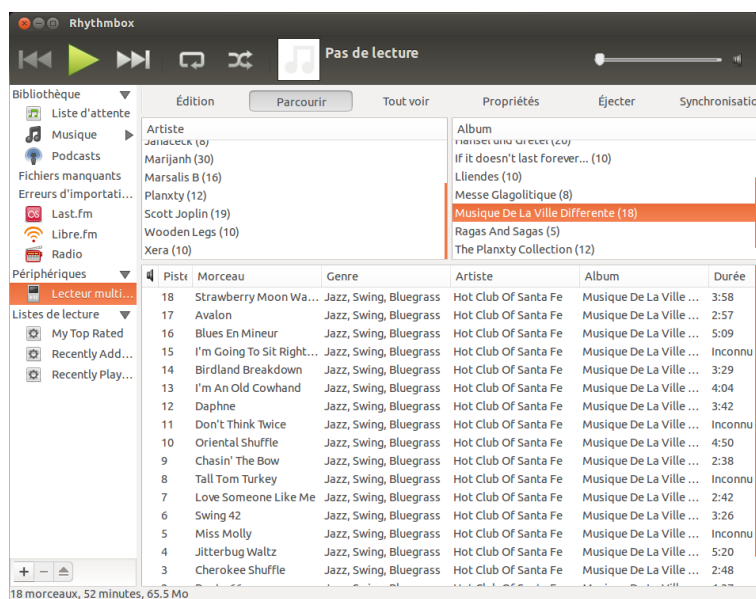 Rhythmbox
Pas de lecture
Bibliothèque
Liste d'attente
Musique
Podcasts
Fichiers manquants
Erreurs d'importati...
Last.fm
Libre.fm
Radio
Périphériques
Lecteur multi...
Listes de lecture
My Top Rated
Recently Add...
Recently Play...
Édition Parcourir Tout voir Propriétés Éjecter Synchronisatio
Artiste
Janaceck (8)
Marijanh (30)
Marsalis B (16)
Planxty (12)
Scott Joplin (19)
Wooden Legs (10)
Xera (10)
Album
Hansel und Gretel (20)
If it doesn't last forever... (10)
Lliendes (10)
Messe Glagolitique (8)
Musique De La Ville Differente (18)
Ragas And Sagas (5)
The Planxty Collection (12)
Piste Morceau Genre Artiste Album Durée
18 Strawberry Moon Wa... Jazz, Swing, Bluegrass Hot Club Of Santa Fe Musique De La Ville ... 3:58
17 Avalon Jazz, Swing, Bluegrass Hot Club Of Santa Fe Musique De La Ville ... 2:57
16 Blues En Mineur Jazz, Swing, Bluegrass Hot Club Of Santa Fe Musique De La Ville ... 5:09
15 I'm Going To Sit Right... Jazz, Swing, Bluegrass Hot Club Of Santa Fe Musique De La Ville ... Inconnu
14 Birdland Breakdown Jazz, Swing, Bluegrass Hot Club Of Santa Fe Musique De La Ville ... 3:29
13 I'm An Old Cowhand Jazz, Swing, Bluegrass Hot Club Of Santa Fe Musique De La Ville ... 4:04
12 Daphne Jazz, Swing, Bluegrass Hot Club Of Santa Fe Musique De La Ville ... 3:42
11 Don't Think Twice Jazz, Swing, Bluegrass Hot Club Of Santa Fe Musique De La Ville ... Inconnu
10 Oriental Shuffle Jazz, Swing, Bluegrass Hot Club Of Santa Fe Musique De La Ville ... 4:50
9 Chasin' The Bow Jazz, Swing, Bluegrass Hot Club Of Santa Fe Musique De La Ville ... 2:38
8 Tall Tom Turkey Jazz, Swing, Bluegrass Hot Club Of Santa Fe Musique De La Ville ... Inconnu
7 Love Someone Like Me Jazz, Swing, Bluegrass Hot Club Of Santa Fe Musique De La Ville ... 2:42
6 Swing 42 Jazz, Swing, Bluegrass Hot Club Of Santa Fe Musique De La Ville ... 3:26
5 Miss Molly Jazz, Swing, Bluegrass Hot Club Of Santa Fe Musique De La Ville ... Inconnu
4 Jitterbug Waltz Jazz, Swing, Bluegrass Hot Club Of Santa Fe Musique De La Ville ... 5:20
3 Cherokee Shuffle Jazz, Swing, Bluegrass Hot Club Of Santa Fe Musique De La Ville ... 2:48
18 morceaux, 52 minutes, 65.5 Mo